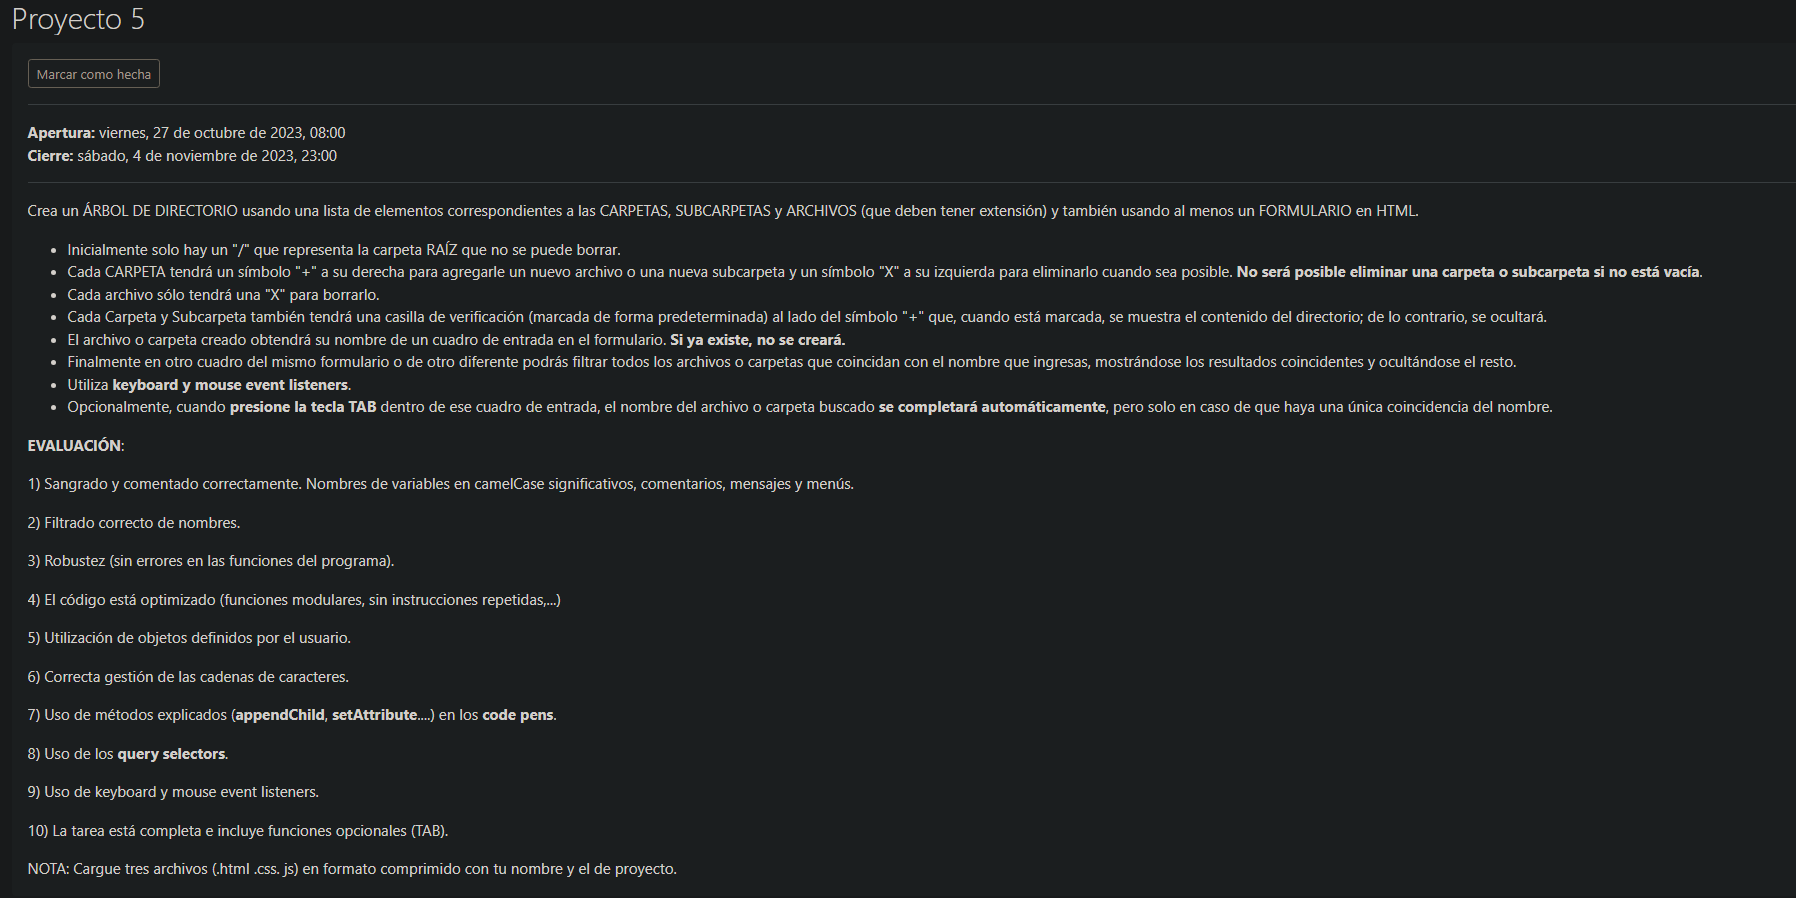 Proyecto 5
Marcar como hecha
Apertura: viernes, 27 de octubre de 2023, 08:00
Cierre: sábado, 4 de noviembre de 2023, 23:00
Crea un ÁRBOL DE DIRECTORIO usando una lista de elementos correspondientes a las CARPETAS, SUBCARPETAS y ARCHIVOS (que deben tener extensión) y también usando al menos un FORMULARIO en HTML.
• Inicialmente solo hay un "/" que representa la carpeta RAÍZ que no se puede borrar.
• Cada CARPETA tendrá un símbolo "+" a su derecha para agregarle un nuevo archivo o una nueva subcarpeta y un símbolo "X" a su izquierda para eliminarlo cuando sea posible. No será posible eliminar una carpeta o subcarpeta si no está vacía.
• Cada archivo sólo tendrá una "X" para borrarlo.
• Cada Carpeta y Subcarpeta también tendrá una casilla de verificación (marcada de forma predeterminada) al lado del símbolo "+" que, cuando está marcada, se muestra el contenido del directorio; de lo contrario, se ocultará.
• El archivo o carpeta creado obtendrá su nombre de un cuadro de entrada en el formulario. Si ya existe, no se creará.
• Finalmente en otro cuadro del mismo formulario o de otro diferente podrás filtrar todos los archivos o carpetas que coincidan con el nombre que ingresas, mostrándose los resultados coincidentes y ocultándose el resto.
• Utiliza keyboard y mouse event listeners.
• Opcionalmente, cuando presione la tecla TAB dentro de ese cuadro de entrada, el nombre del archivo o carpeta buscado se completará automáticamente, pero solo en caso de que haya una única coincidencia del nombre.
EVALUACIÓN:
1) Sangrado y comentado correctamente. Nombres de variables en camelCase significativos, comentarios, mensajes y menús.
2) Filtrado correcto de nombres.
3) Robustez (sin errores en las funciones del programa).
4) El código está optimizado (funciones modulares, sin instrucciones repetidas,...)
5) Utilización de objetos definidos por el usuario.
6) Correcta gestión de las cadenas de caracteres.
7) Uso de métodos explicados (appendChild, setAttribute....) en los code pens.
8) Uso de los query selectors.
9) Uso de keyboard y mouse event listeners.
10) La tarea está completa e incluye funciones opcionales (TAB).
NOTA: Cargue tres archivos (.html .css. js) en formato comprimido con tu nombre y el de proyecto.